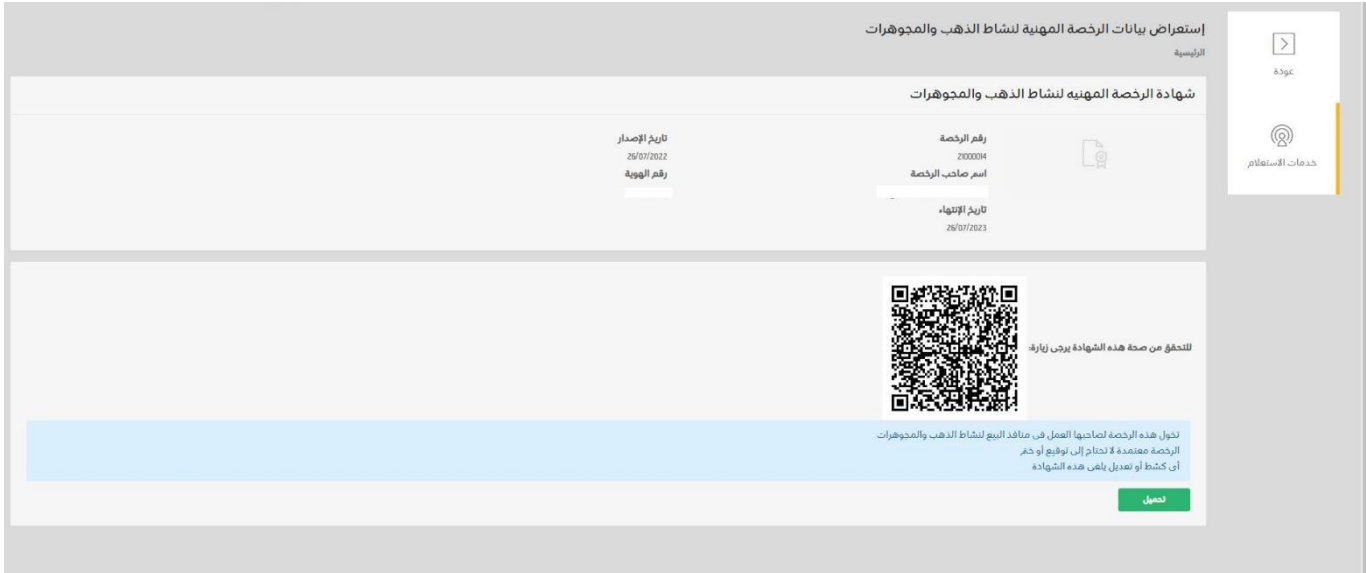 إستعراض بيانات الرخصة المهنية لنشاط الذهب والمجوهرات
الرئيسية
عودة
خدمات الاستعلام
شهادة الرخصة المهنيه لنشاط الذهب والمجوهرات
رقم الرخصة
21000014
تاريخ الإصدار
26/07/2022
اسم صاحب الرخصة
رقم الهوية
تاريخ الإنتهاء
26/07/2023
للتحقق من صحة هذه الشهادة يرجى زيارة:
تخول هذه الرخصة لصاحبها العمل فى منافذ البيع لنشاط الذهب والمجوهرات
الرخصة معتمدة لا تحتاج إلى توقيع أو ختم
أى كشط أو تعديل يلغى هذه الشهادة
تحميل